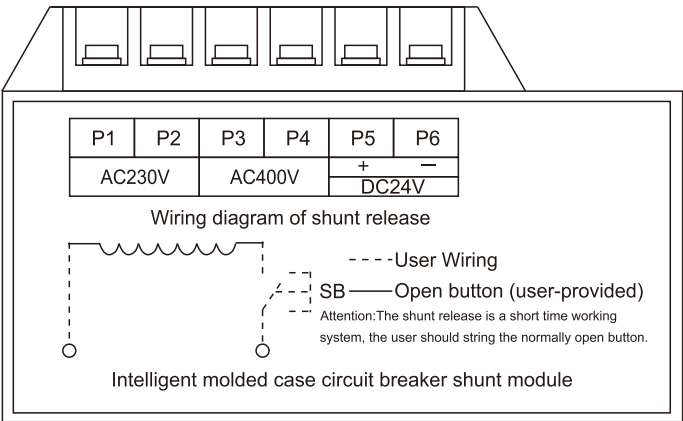 P1 P2 P3 P4 P5 P6
AC230V AC400V + —
DC24V
Wiring diagram of shunt release
User Wiring
SB Open button (user-provided)
Attention:The shunt release is a short time working
system, the user should string the normally open button.
Intelligent molded case circuit breaker shunt module